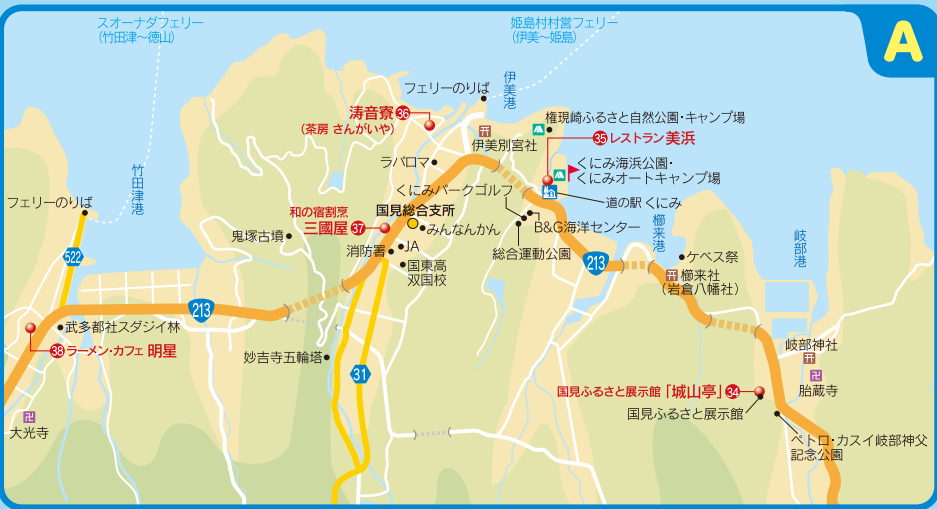 スオーナダフェリー
(竹田津～徳山)
姫島村村営フェリー
(伊美～姫島)
A
フェリーのりば
伊美港
涛音寮 36
(茶房 さんがいや)
権現崎ふるさと自然公園・キャンプ場
伊美別宮社
35 レストラン 美浜
ラパロマ
くにみ海浜公園・
くにみオートキャンプ場
竹田津港
くにみパークゴルフ
道の駅 くにみ
フェリーのりば
和の宿割烹
三國屋 37
国見総合支所
みんなんかん
B&G海洋センター
櫛来港
岐部港
鬼塚古墳
消防署
JA
総合運動公園
ケベス祭
522
国東高
双国校
213
櫛来社
(岩倉八幡社)
213
武多都社スダジイ林
38 ラーメン・カフェ 明星
妙吉寺五輪塔
31
岐部神社
国見ふるさと展示館「城山亭」34
胎蔵寺
国見ふるさと展示館
大光寺
ペトロ・カスイ岐部神父
記念公園